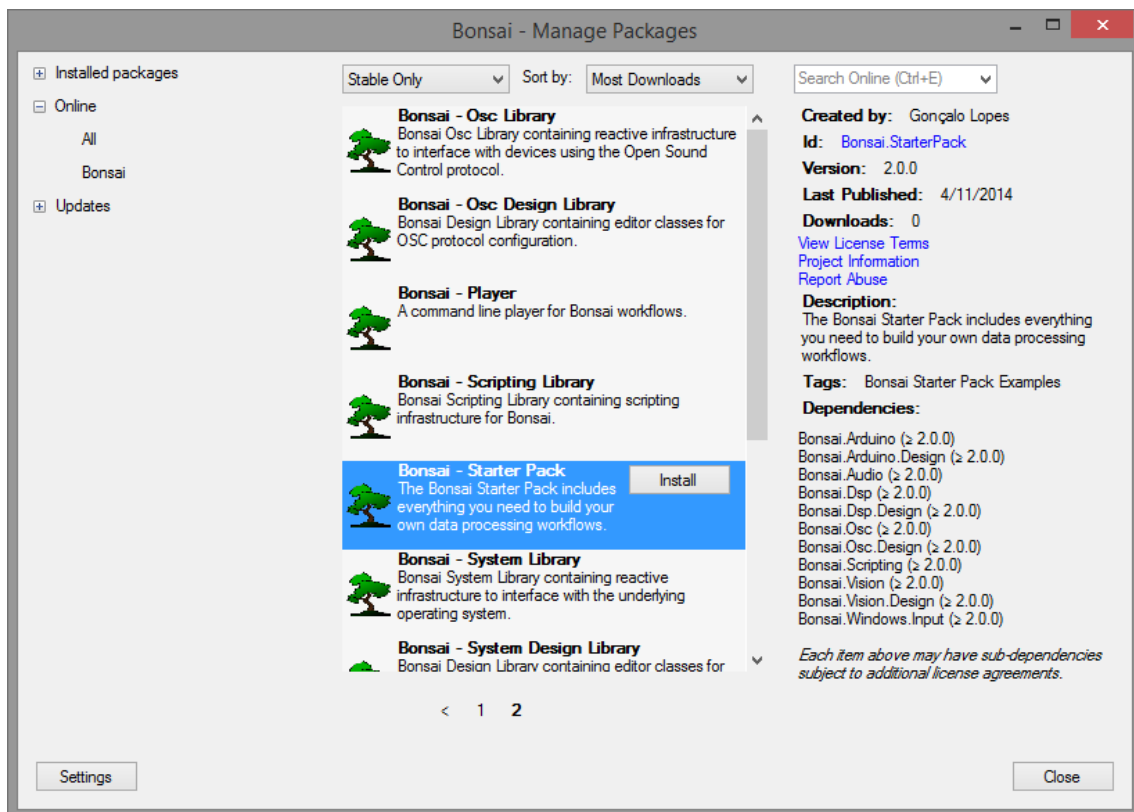 Bonsai - Manage Packages
Installed packages
Online
All
Bonsai
Updates
Stable Only
Sort by:
Most Downloads
Bonsai - Osc Library
Bonsai Osc Library containing reactive infrastructure
to interface with devices using the Open Sound
Control protocol.
Bonsai - Osc Design Library
Bonsai Design Library containing editor classes for
OSC protocol configuration.
Bonsai - Player
A command line player for Bonsai workflows.
Bonsai - Scripting Library
Bonsai Scripting Library containing scripting
infrastructure for Bonsai.
Bonsai - Starter Pack
The Bonsai Starter Pack includes
everything you need to build your
own data processing workflows.
Install
Bonsai - System Library
Bonsai System Library containing reactive
infrastructure to interface with the underlying
operating system.
Bonsai - System Design Library
Bonsai Design Library containing editor classes for
< 1 2
Search Online (Ctrl+E)
Created by: Gonçalo Lopes
Id: Bonsai.StarterPack
Version: 2.0.0
Last Published: 4/11/2014
Downloads: 0
View License Terms
Project Information
Report Abuse
Description:
The Bonsai Starter Pack includes everything
you need to build your own data processing
workflows.
Tags: Bonsai Starter Pack Examples
Dependencies:
Bonsai.Arduino (≥ 2.0.0)
Bonsai.Arduino.Design (≥ 2.0.0)
Bonsai.Audio (≥ 2.0.0)
Bonsai.Dsp (≥ 2.0.0)
Bonsai.Dsp.Design (≥ 2.0.0)
Bonsai.Osc (≥ 2.0.0)
Bonsai.Osc.Design (≥ 2.0.0)
Bonsai.Scripting (≥ 2.0.0)
Bonsai.Vision (≥ 2.0.0)
Bonsai.Vision.Design (≥ 2.0.0)
Bonsai.Windows.Input (≥ 2.0.0)
Each item above may have sub-dependencies
subject to additional license agreements.
Settings
Close